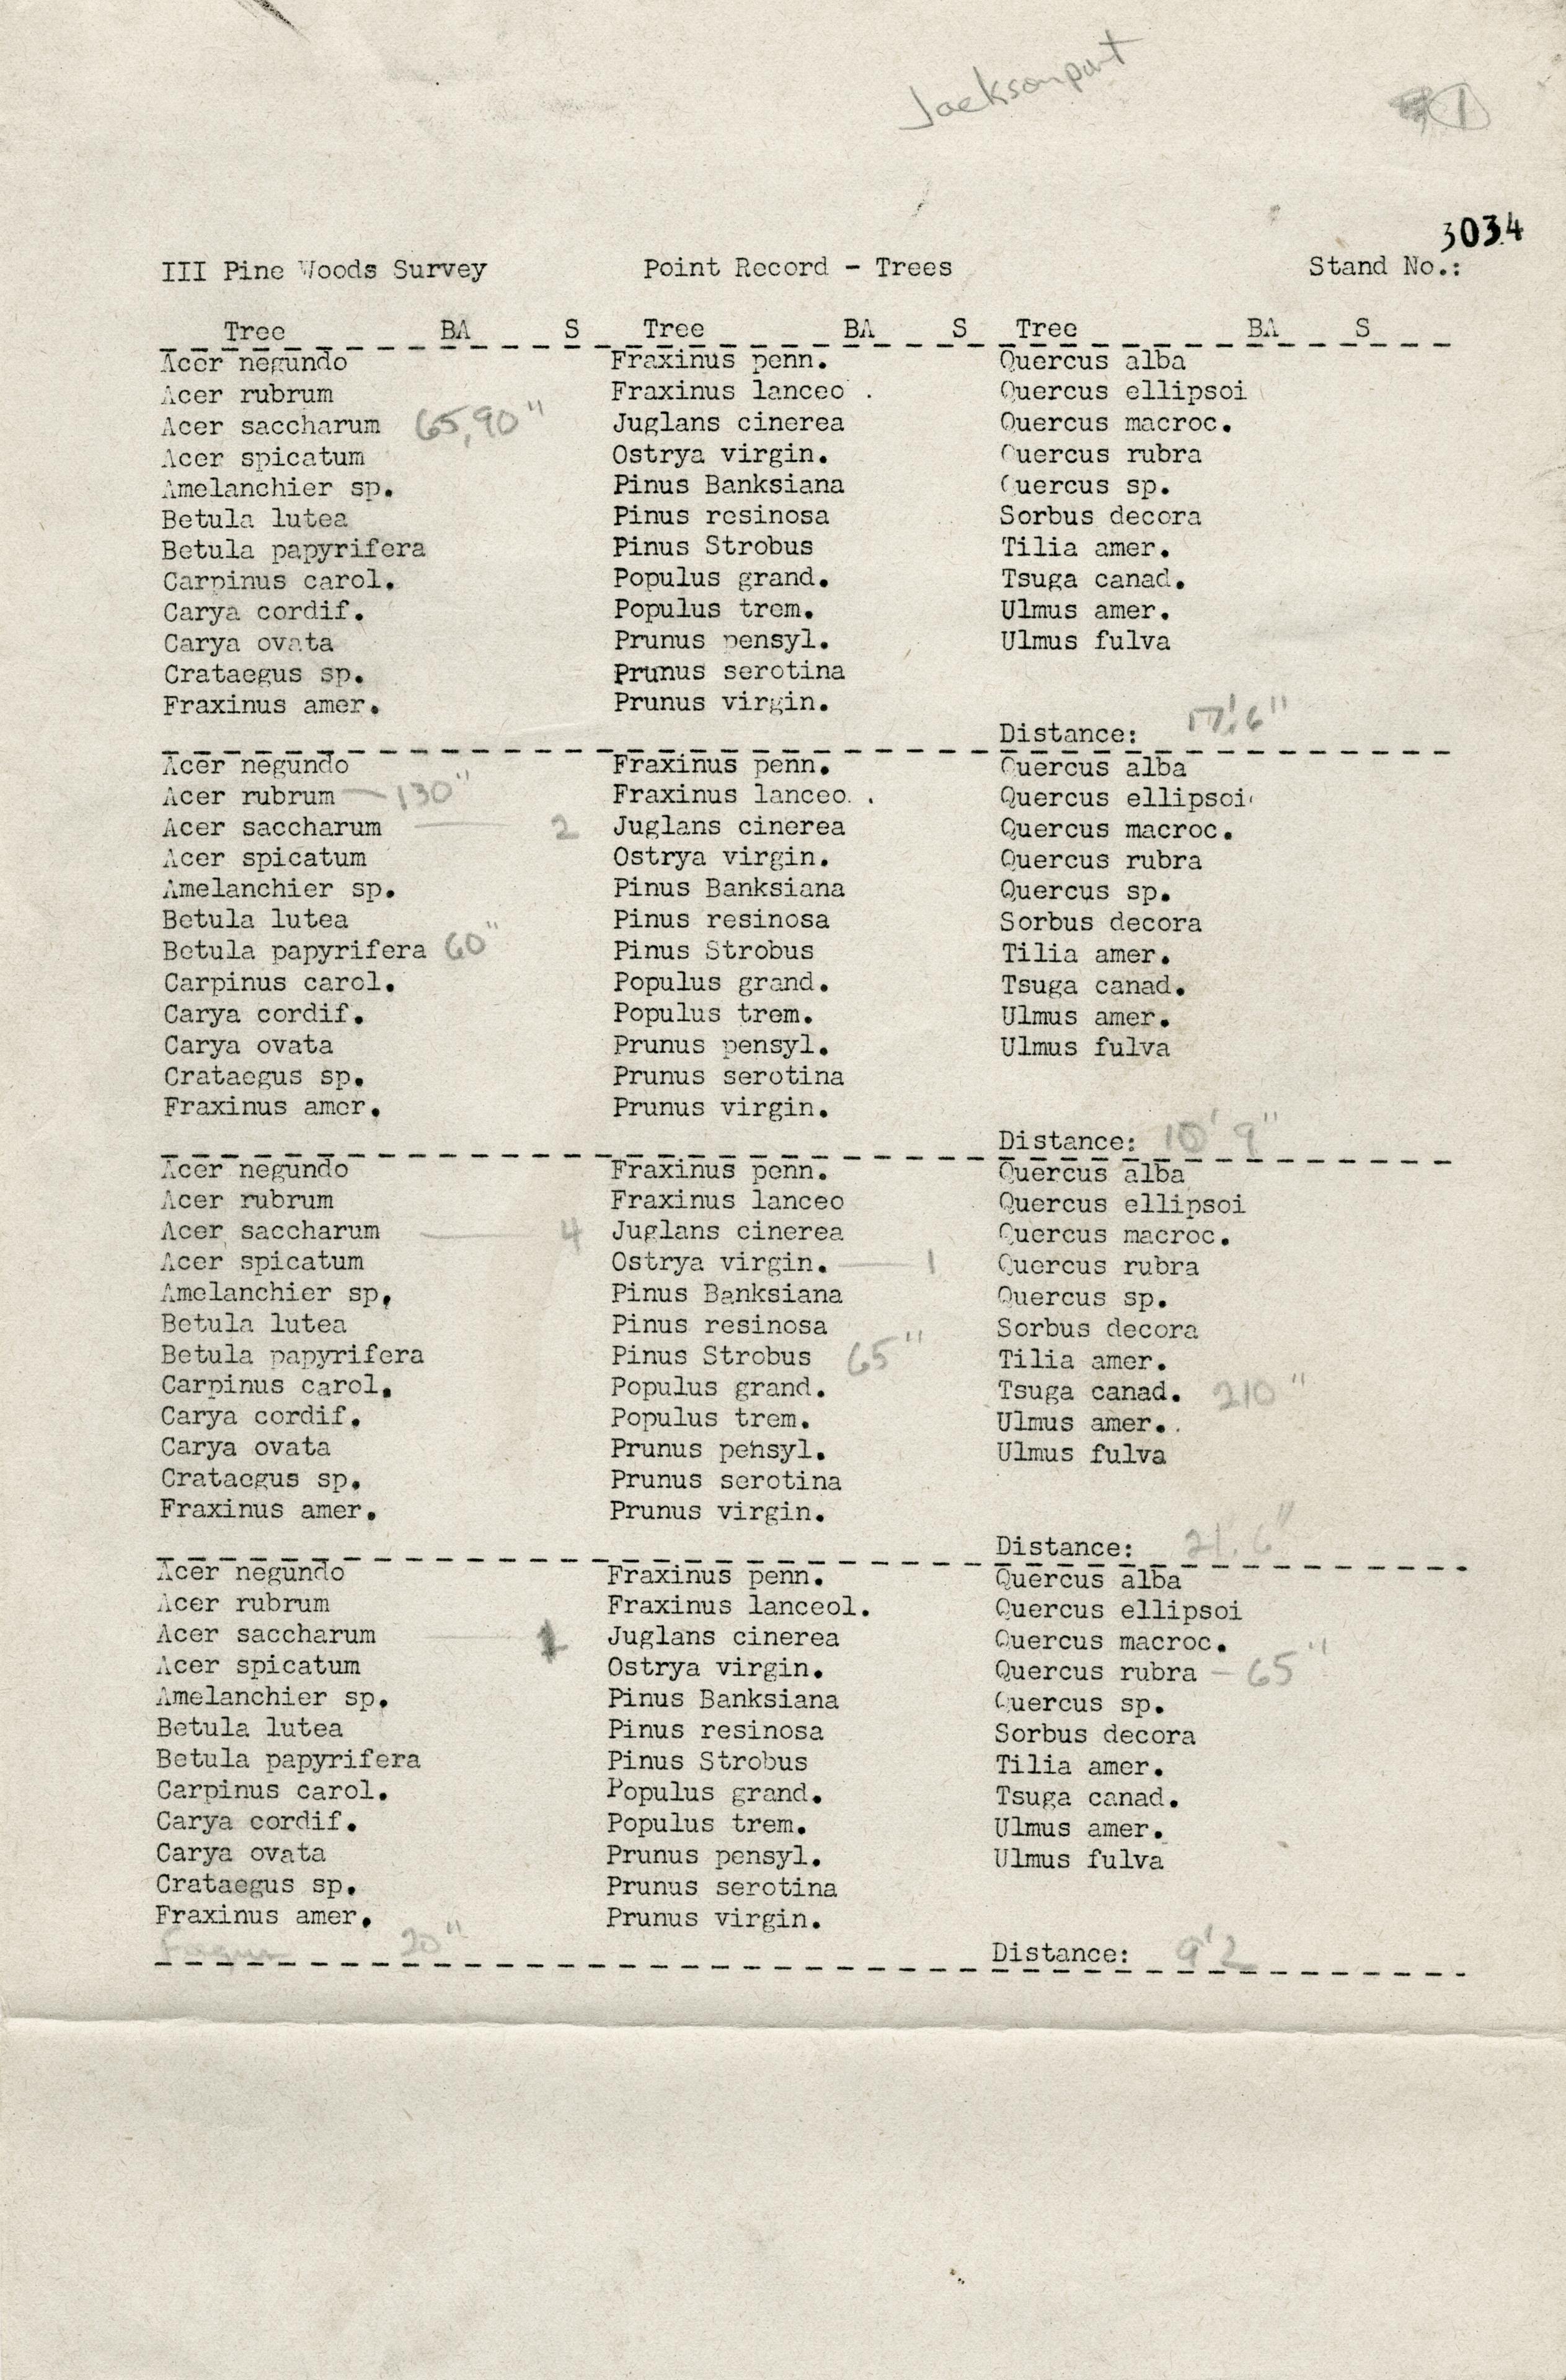 Jacksonport
1
3034
III Pine Woods Survey Point Record - Trees Stand No.:
Tree BA S Tree BA S Tree BA S
Acer negundo Fraxinus penn. Quercus alba
Acer rubrum Fraxinus lanceo . Quercus ellipsoi
Acer saccharum 65,90" Juglans cinerea Quercus macroc.
Acer spicatum Ostrya virgin. Quercus rubra
Amelanchier sp. Pinus Banksiana Quercus sp.
Betula lutea Pinus resinosa Sorbus decora
Betula papyrifera Pinus Strobus Tilia amer.
Carpinus carol. Populus grand. Tsuga canad.
Carya cordif. Populus trem. Ulmus amer.
Carya ovata Prunus pensyl. Ulmus fulva
Crataegus sp. Prunus serotina
Fraxinus amer. Prunus virgin.
Distance: 17'6"
Acer negundo Fraxinus penn. Quercus alba
Acer rubrum — 130" Fraxinus lanceo. . Quercus ellipsoi
Acer saccharum — 2 Juglans cinerea Quercus macroc.
Acer spicatum Ostrya virgin. Quercus rubra
Amelanchier sp. Pinus Banksiana Quercus sp.
Betula lutea Pinus resinosa Sorbus decora
Betula papyrifera 60" Pinus Strobus Tilia amer.
Carpinus carol. Populus grand. Tsuga canad.
Carya cordif. Populus trem. Ulmus amer.
Carya ovata Prunus pensyl. Ulmus fulva
Crataegus sp. Prunus serotina
Fraxinus amer. Prunus virgin.
Distance: 10'9"
Acer negundo Fraxinus penn. Quercus alba
Acer rubrum Fraxinus lanceo Quercus ellipsoi
Acer saccharum — 4 Juglans cinerea Quercus macroc.
Acer spicatum Ostrya virgin. — 1 Quercus rubra
Amelanchier sp. Pinus Banksiana Quercus sp.
Betula lutea Pinus resinosa Sorbus decora
Betula papyrifera Pinus Strobus 65" Tilia amer.
Carpinus carol. Populus grand. Tsuga canad. 210"
Carya cordif. Populus trem. Ulmus amer.
Carya ovata Prunus pensyl. Ulmus fulva
Crataegus sp. Prunus serotina
Fraxinus amer. Prunus virgin.
Distance: 21'6"
Acer negundo Fraxinus penn. Quercus alba
Acer rubrum Fraxinus lanceol. Quercus ellipsoi
Acer saccharum — 1 Juglans cinerea Quercus macroc.
Acer spicatum Ostrya virgin. Quercus rubra — 65"
Amelanchier sp. Pinus Banksiana Quercus sp.
Betula lutea Pinus resinosa Sorbus decora
Betula papyrifera Pinus Strobus Tilia amer.
Carpinus carol. Populus grand. Tsuga canad.
Carya cordif. Populus trem. Ulmus amer.
Carya ovata Prunus pensyl. Ulmus fulva
Crataegus sp. Prunus serotina
Fraxinus amer. Prunus virgin.
Fagus 20" Distance: 9'2